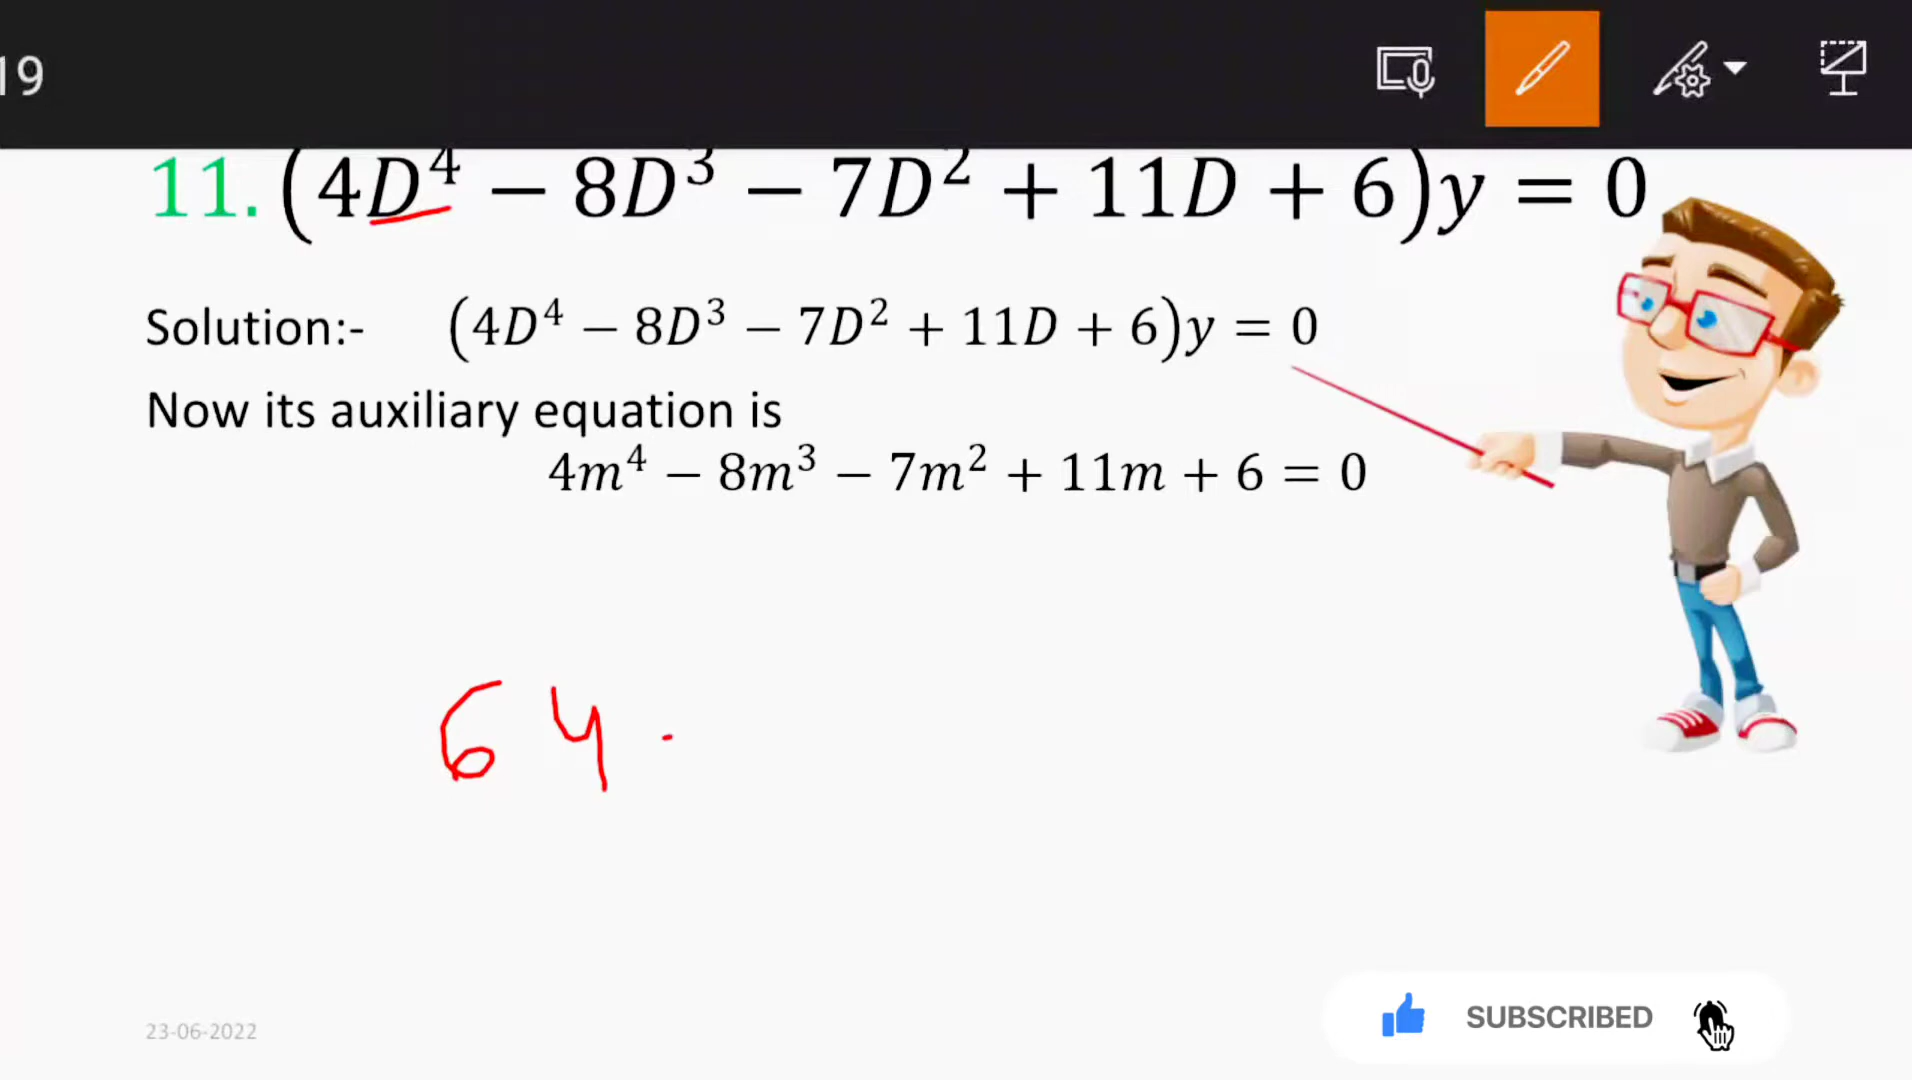 19
11. (4D⁴ − 8D³ − 7D² + 11D + 6)y = 0
Solution:- (4D⁴ − 8D³ − 7D² + 11D + 6)y = 0
Now its auxiliary equation is
4m⁴ − 8m³ − 7m² + 11m + 6 = 0
64.
23-06-2022
SUBSCRIBED